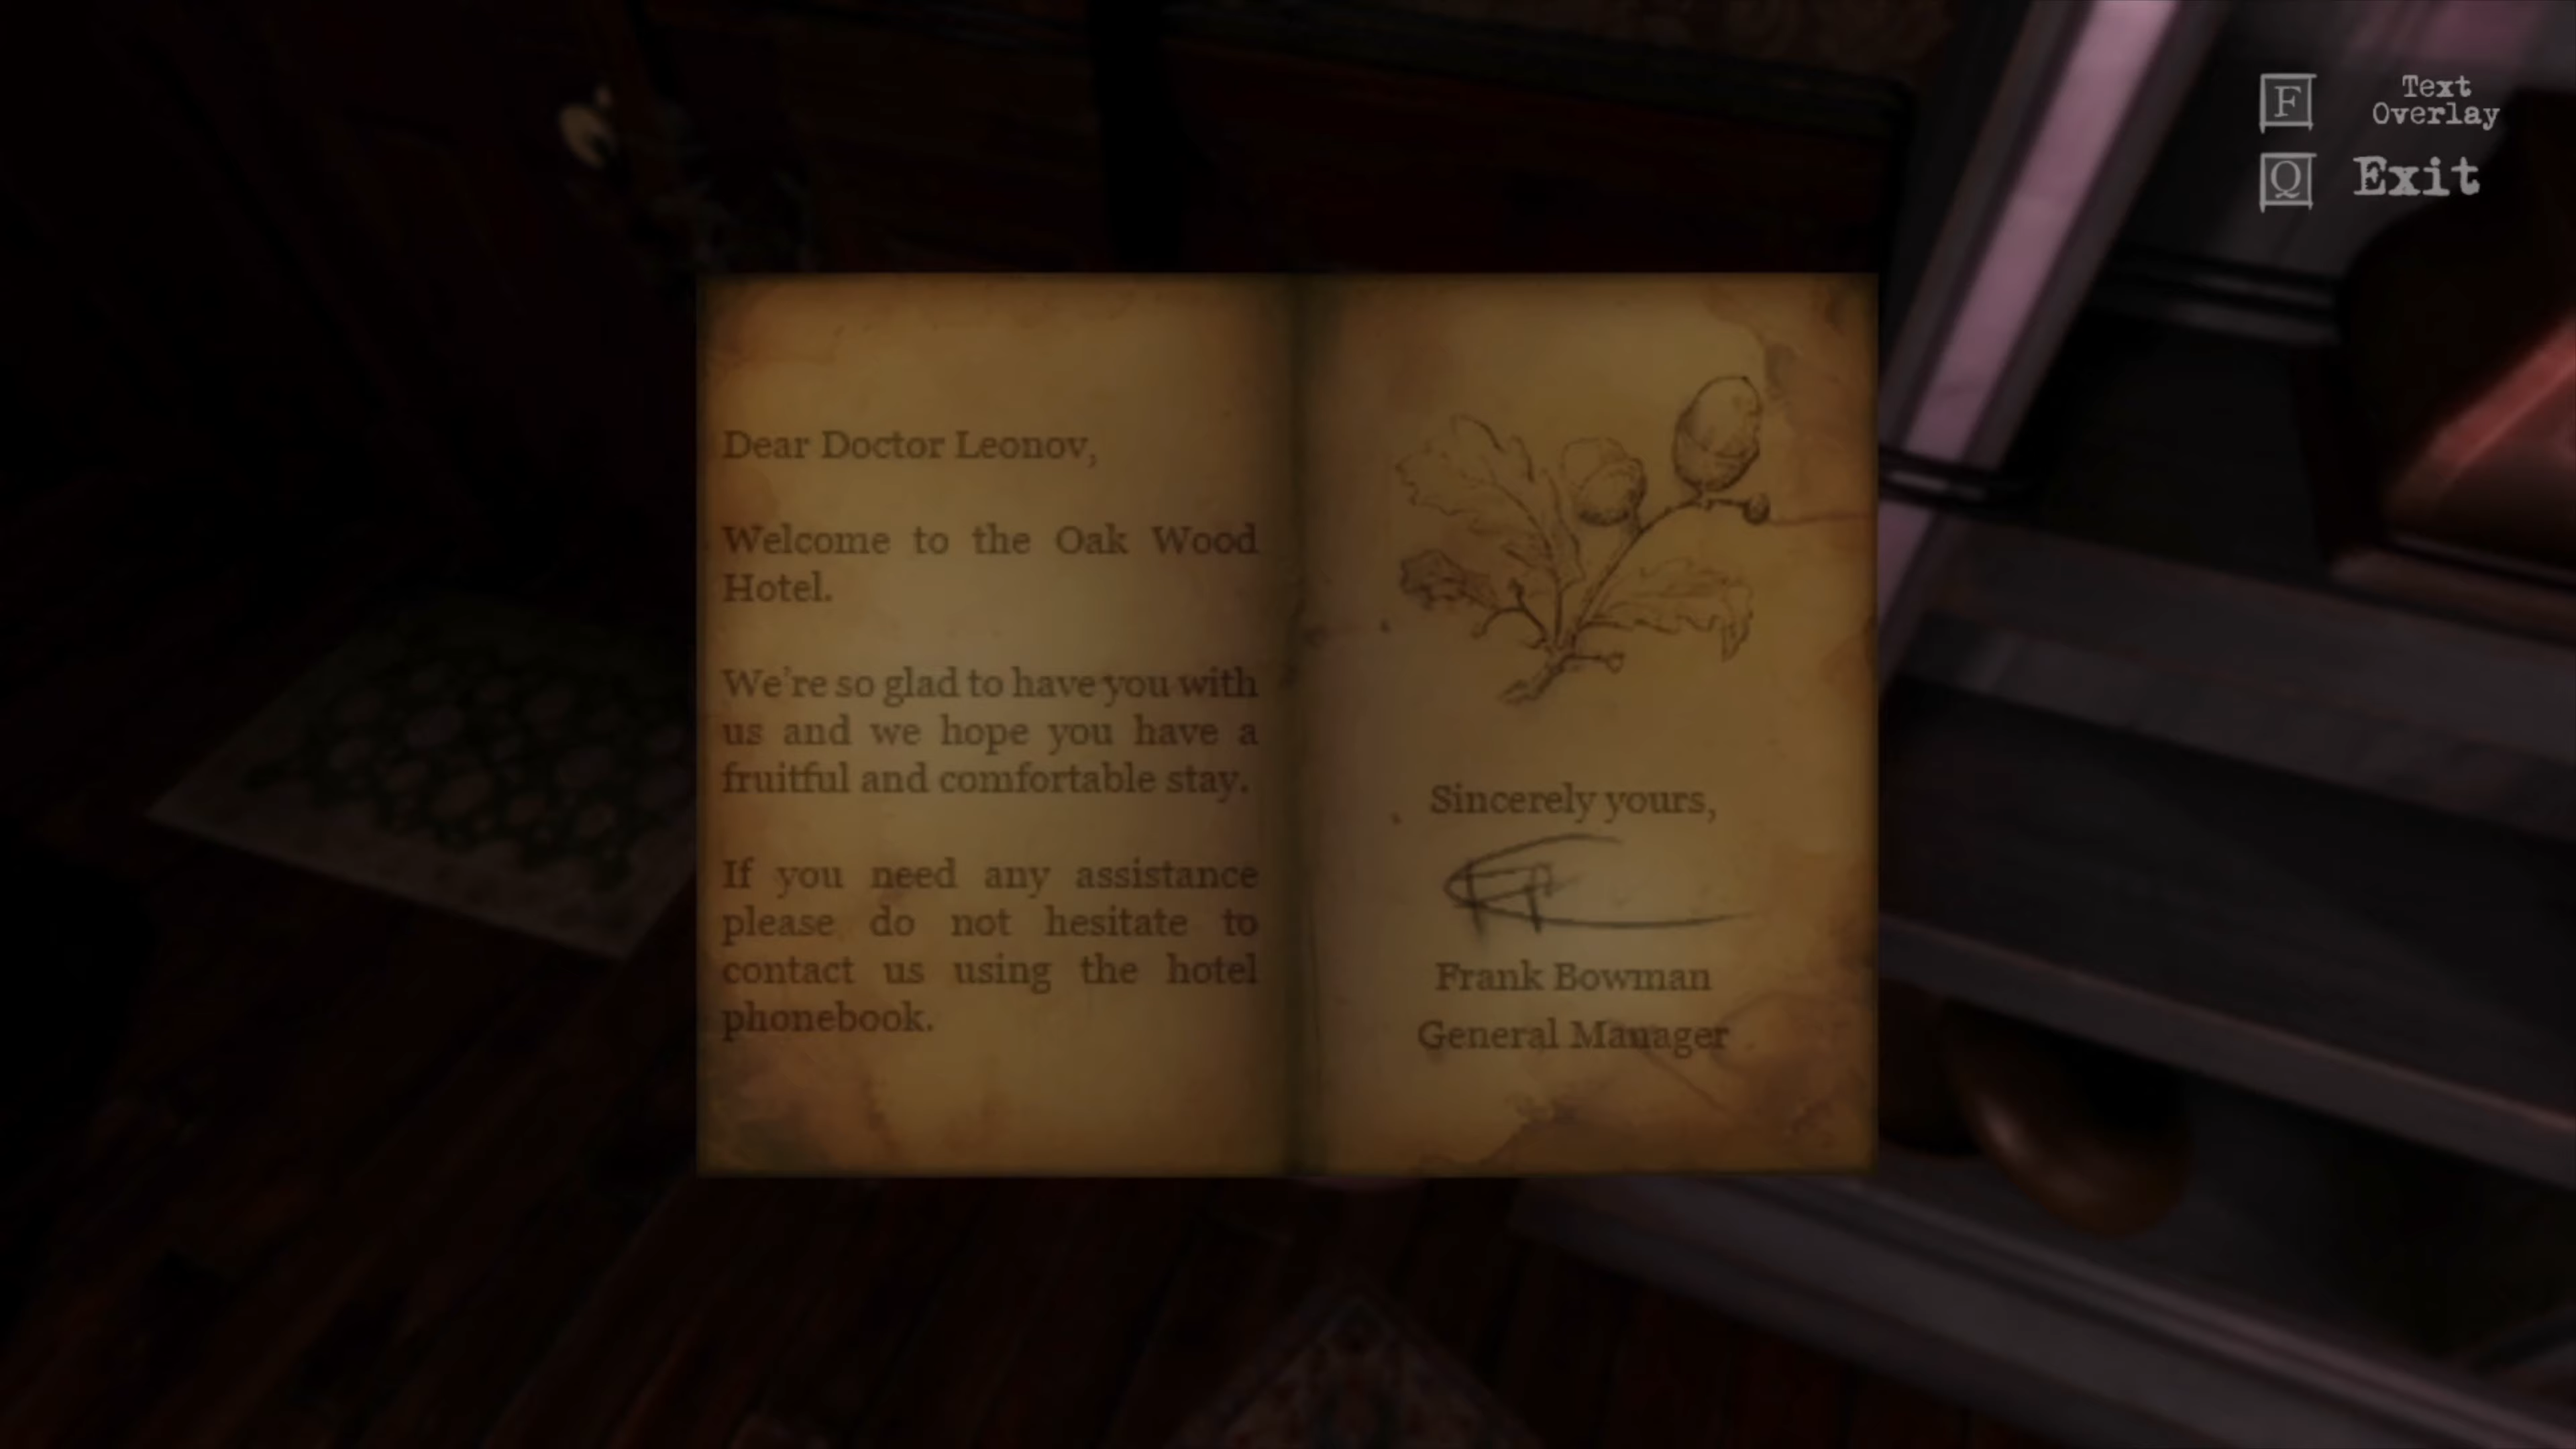 Dear Doctor Leonov,
Welcome to the Oak Wood
Hotel.
We're so glad to have you with
us and we hope you have a
fruitful and comfortable stay.
If you need any assistance
please do not hesitate to
contact us using the hotel
phonebook.
Sincerely yours,
Frank Bowman
General Manager
F Text
Overlay
Q Exit